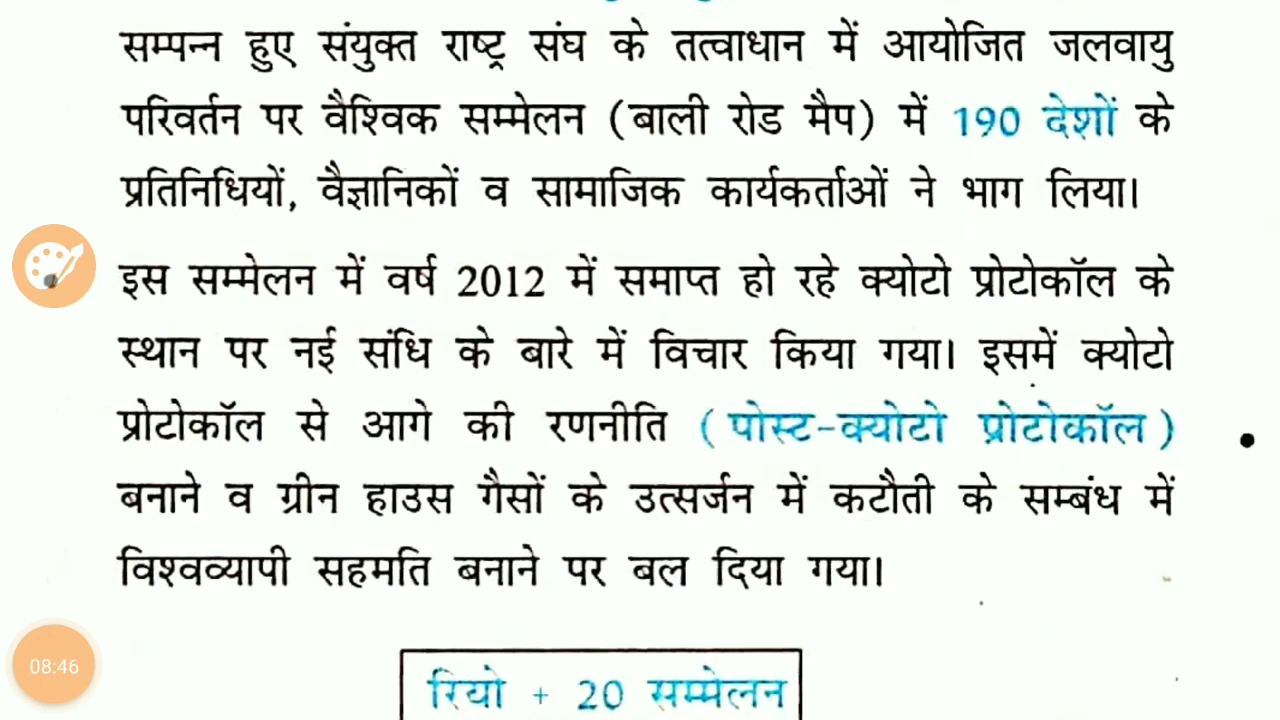 सम्पन्न हुए संयुक्त राष्ट्र संघ के तत्वाधान में आयोजित जलवायु
परिवर्तन पर वैश्विक सम्मेलन (बाली रोड मैप) में 190 देशों के
प्रतिनिधियों, वैज्ञानिकों व सामाजिक कार्यकर्ताओं ने भाग लिया।
इस सम्मेलन में वर्ष 2012 में समाप्त हो रहे क्योटो प्रोटोकॉल के
स्थान पर नई संधि के बारे में विचार किया गया। इसमें क्योटो
प्रोटोकॉल से आगे की रणनीति (पोस्ट-क्योटो प्रोटोकॉल)
बनाने व ग्रीन हाउस गैसों के उत्सर्जन में कटौती के सम्बंध में
विश्वव्यापी सहमति बनाने पर बल दिया गया।
08:46
रियो + 20 सम्मेलन